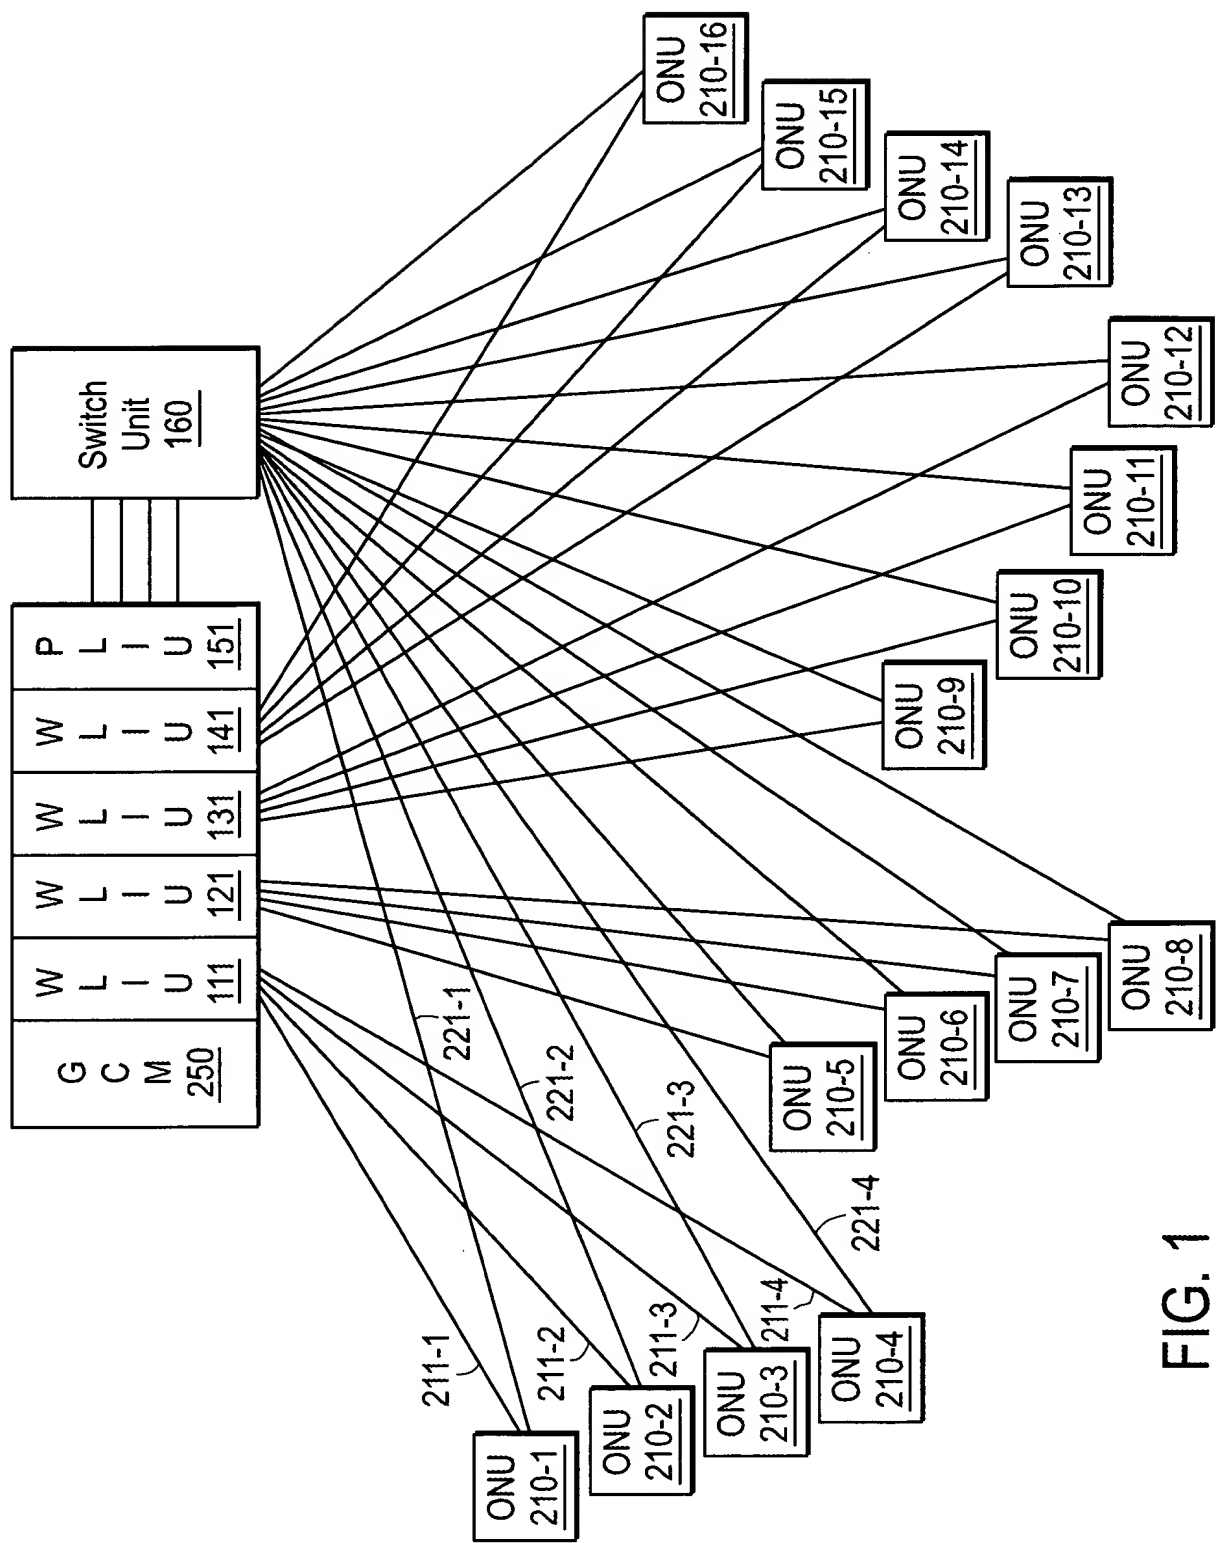 G
C
M
250
W
L
I
U
111
W
L
I
U
121
W
L
I
U
131
W
L
I
U
141
P
L
I
U
151
Switch
Unit
160
221-1
221-2
221-3
221-4
211-1
211-2
211-3
211-4
ONU
210-1
ONU
210-2
ONU
210-3
ONU
210-4
ONU
210-5
ONU
210-6
ONU
210-7
ONU
210-8
ONU
210-9
ONU
210-10
ONU
210-11
ONU
210-12
ONU
210-13
ONU
210-14
ONU
210-15
ONU
210-16
FIG. 1